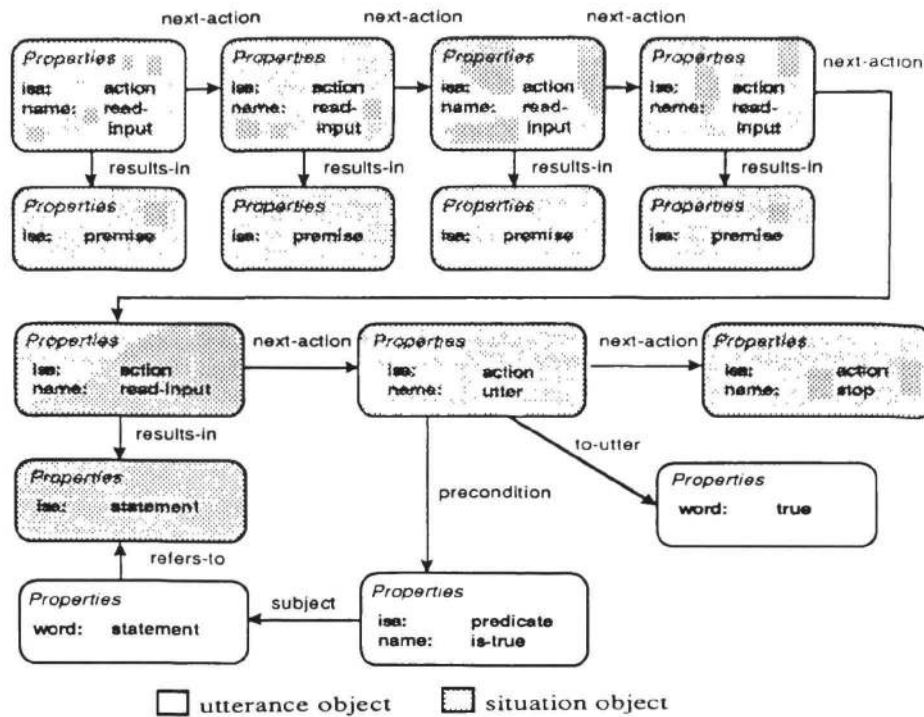 next-action next-action next-action
Properties Properties Properties Properties
isa: action isa: action isa: action isa: action next-action
name: read- name: read- name: read- name: read-
input input input input
results-in results-in results-in results-in
Properties Properties Properties Properties
isa: premise isa: premise isa: premise isa: premise
Properties next-action Properties next-action Properties
isa: action isa: action isa: action
name: read-input name: utter name: stop
results-in to-utter
Properties precondition Properties
isa: statement word: true
refers-to
Properties subject Properties
word: statement isa: predicate
name: is-true
utterance object situation object